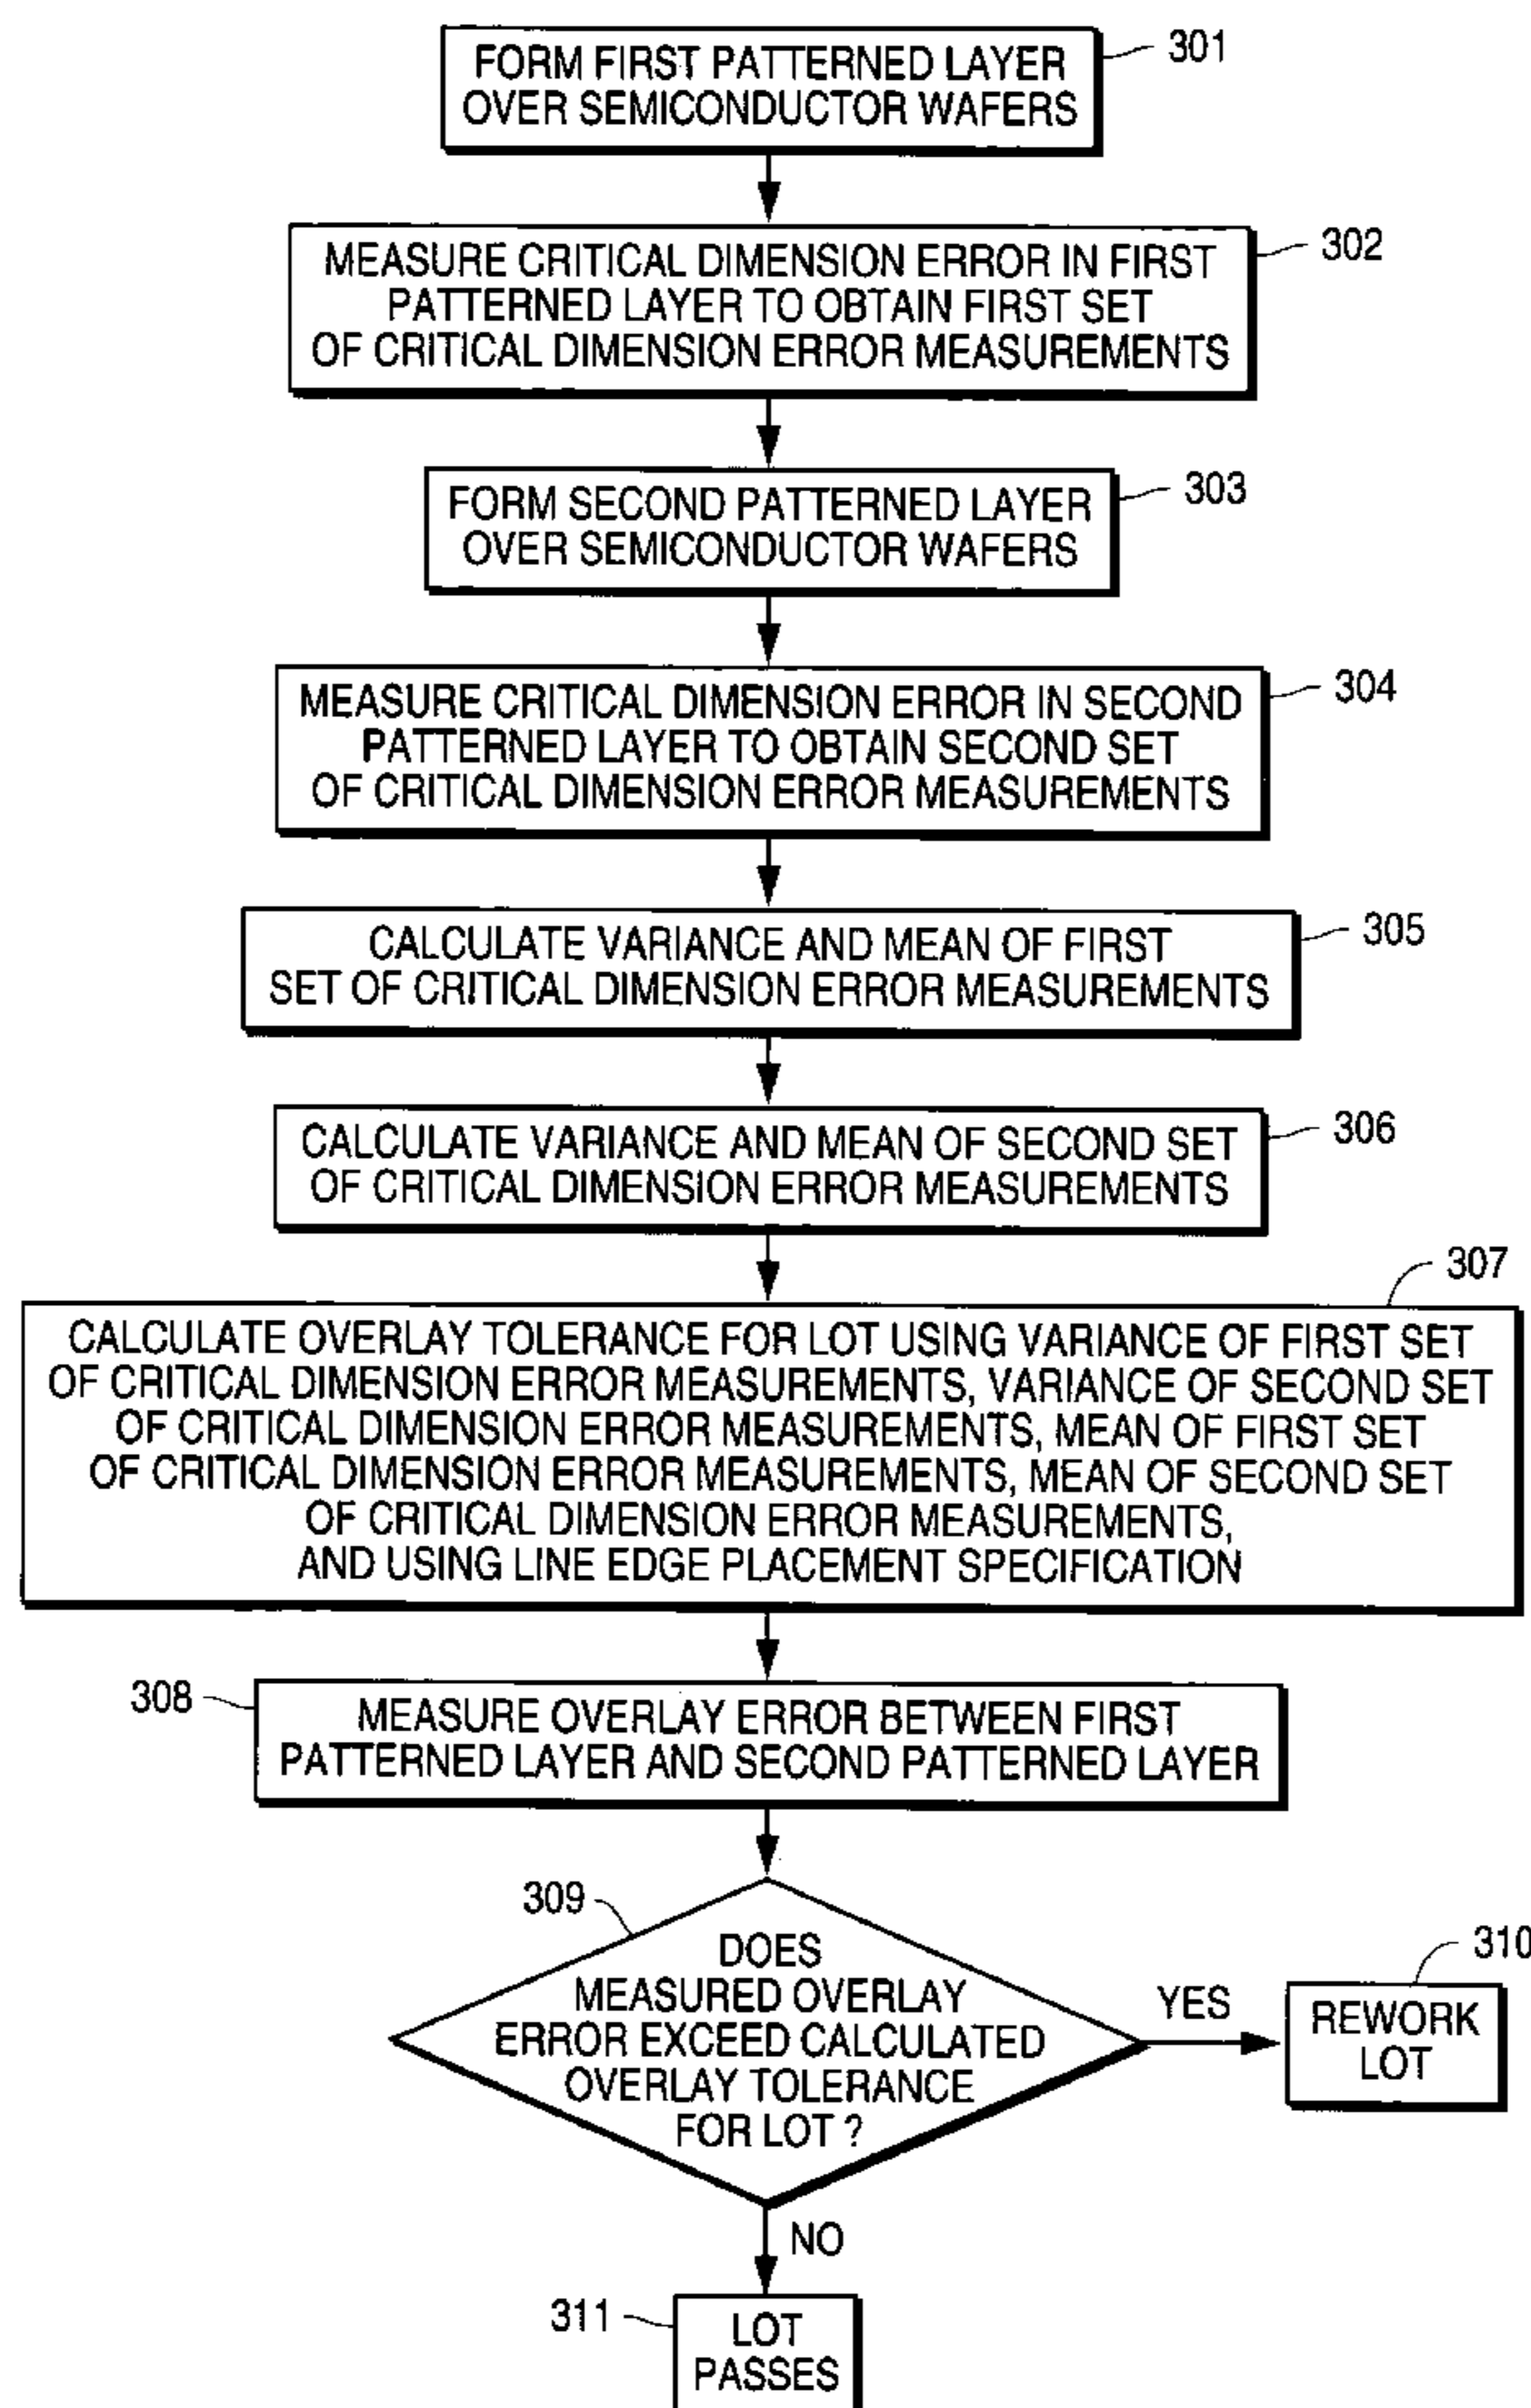 301
FORM FIRST PATTERNED LAYER
OVER SEMICONDUCTOR WAFERS
302
MEASURE CRITICAL DIMENSION ERROR IN FIRST
PATTERNED LAYER TO OBTAIN FIRST SET
OF CRITICAL DIMENSION ERROR MEASUREMENTS
303
FORM SECOND PATTERNED LAYER
OVER SEMICONDUCTOR WAFERS
304
MEASURE CRITICAL DIMENSION ERROR IN SECOND
PATTERNED LAYER TO OBTAIN SECOND SET
OF CRITICAL DIMENSION ERROR MEASUREMENTS
305
CALCULATE VARIANCE AND MEAN OF FIRST
SET OF CRITICAL DIMENSION ERROR MEASUREMENTS
306
CALCULATE VARIANCE AND MEAN OF SECOND SET
OF CRITICAL DIMENSION ERROR MEASUREMENTS
307
CALCULATE OVERLAY TOLERANCE FOR LOT USING VARIANCE OF FIRST SET
OF CRITICAL DIMENSION ERROR MEASUREMENTS, VARIANCE OF SECOND SET
OF CRITICAL DIMENSION ERROR MEASUREMENTS, MEAN OF FIRST SET
OF CRITICAL DIMENSION ERROR MEASUREMENTS, MEAN OF SECOND SET
OF CRITICAL DIMENSION ERROR MEASUREMENTS,
AND USING LINE EDGE PLACEMENT SPECIFICATION
308
MEASURE OVERLAY ERROR BETWEEN FIRST
PATTERNED LAYER AND SECOND PATTERNED LAYER
309
DOES
MEASURED OVERLAY
ERROR EXCEED CALCULATED
OVERLAY TOLERANCE
FOR LOT ?
YES
310
REWORK
LOT
NO
311
LOT
PASSES